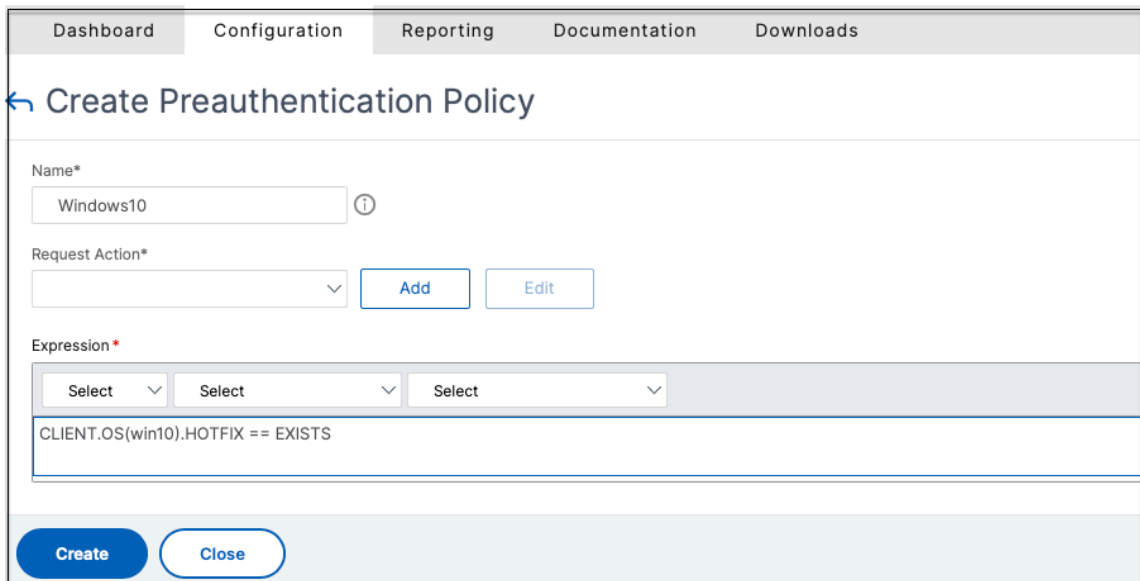 Dashboard Configuration Reporting Documentation Downloads
Create Preauthentication Policy
Name*
Windows10
Request Action*
Add Edit
Expression*
Select Select Select
CLIENT.OS(win10).HOTFIX == EXISTS
Create Close